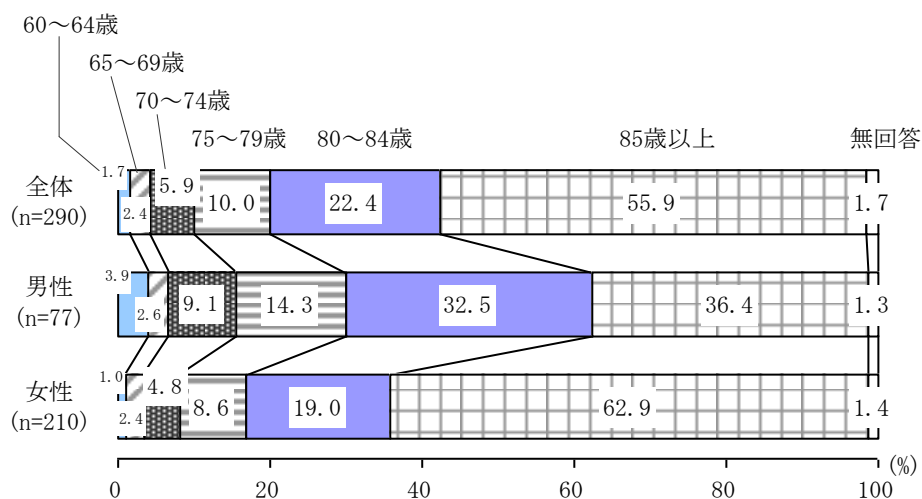 60～64歳
65～69歳
70～74歳
75～79歳 80～84歳 85歳以上 無回答
全体
(n=290)
1.7 2.4 5.9 10.0 22.4 55.9 1.7
男性
(n=77)
3.9 2.6 9.1 14.3 32.5 36.4 1.3
女性
(n=210)
1.0 2.4 4.8 8.6 19.0 62.9 1.4
0 20 40 60 80 100 (%)